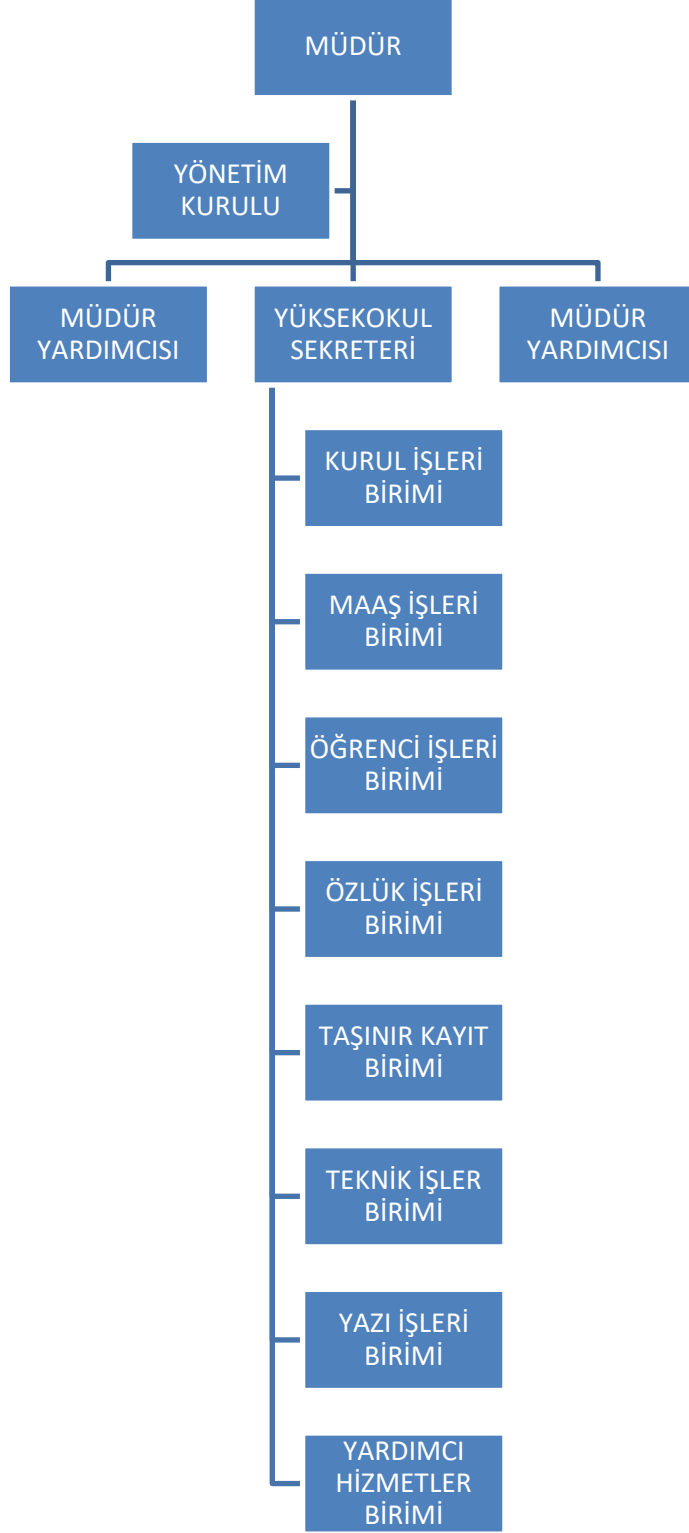 MÜDÜR
YÖNETİM
KURULU
MÜDÜR
YARDIMCISI
YÜKSEKOKUL
SEKRETERİ
MÜDÜR
YARDIMCISI
KURUL İŞLERİ
BİRİMİ
MAAŞ İŞLERİ
BİRİMİ
ÖĞRENCİ İŞLERİ
BİRİMİ
ÖZLÜK İŞLERİ
BİRİMİ
TAŞINIR KAYIT
BİRİMİ
TEKNİK İŞLER
BİRİMİ
YAZI İŞLERİ
BİRİMİ
YARDIMCI
HİZMETLER
BİRİMİ